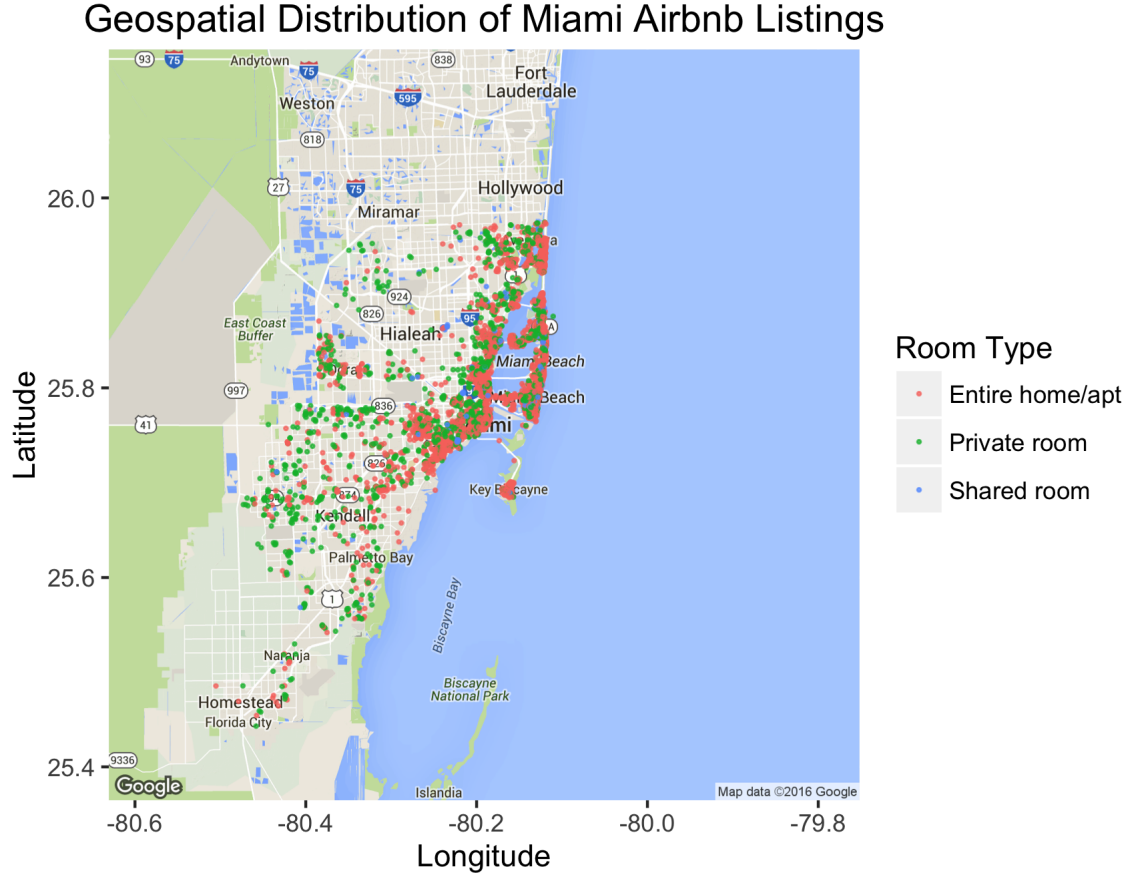 Geospatial Distribution of Miami Airbnb Listings
93
75
Andytown
75
838
Fort
Lauderdale
Weston
595
818
27
75
Hollywood
26.0
Miramar
924
826
95
A
East Coast
Buffer
Hialeah
Miami Beach
25.8
997
836
Beach
41
826
Key Biscayne
874
Kendall
Palmetto Bay
25.6
1
Biscayne Bay
Naranja
Biscayne
National Park
Homestead
Florida City
9336
25.4
Google
Islandia
Map data ©2016 Google
-80.6
-80.4
-80.2
-80.0
-79.8
Longitude
Latitude
Room Type
Entire home/apt
Private room
Shared room